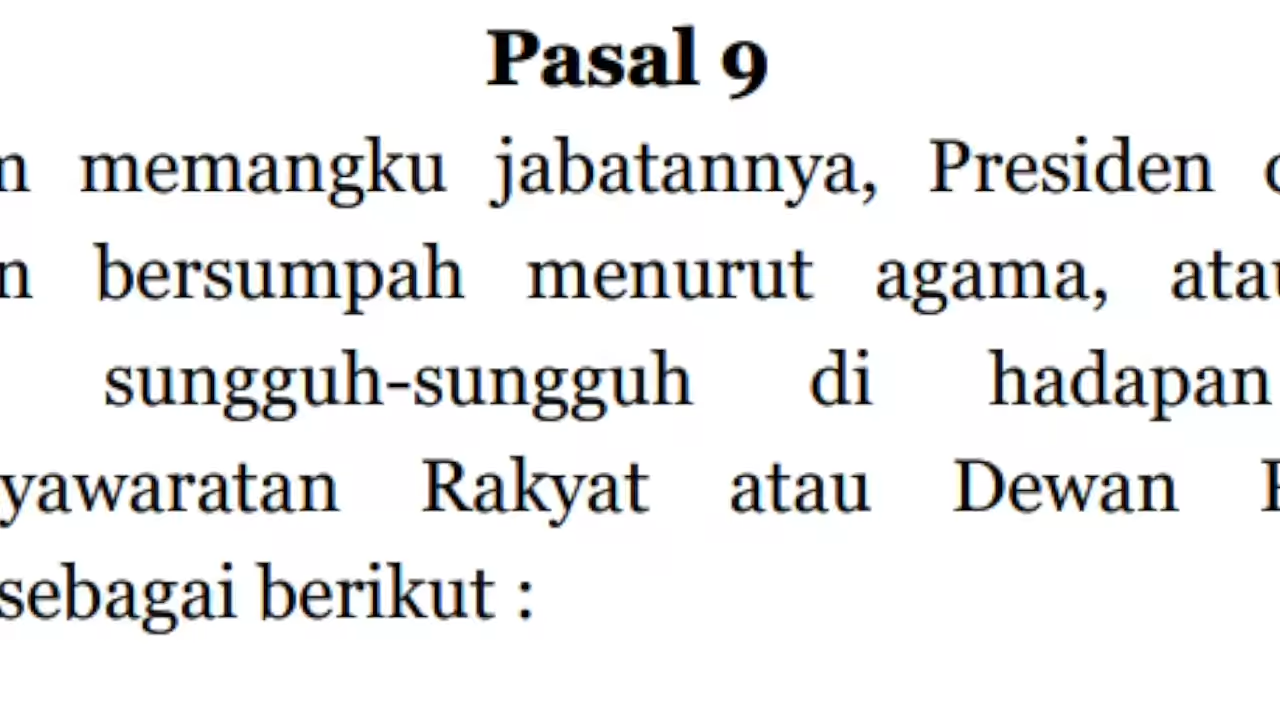 Pasal 9
memangku jabatannya, Presiden
bersumpah menurut agama, atau
sungguh-sungguh di hadapan
yawaratan Rakyat atau Dewan
sebagai berikut :